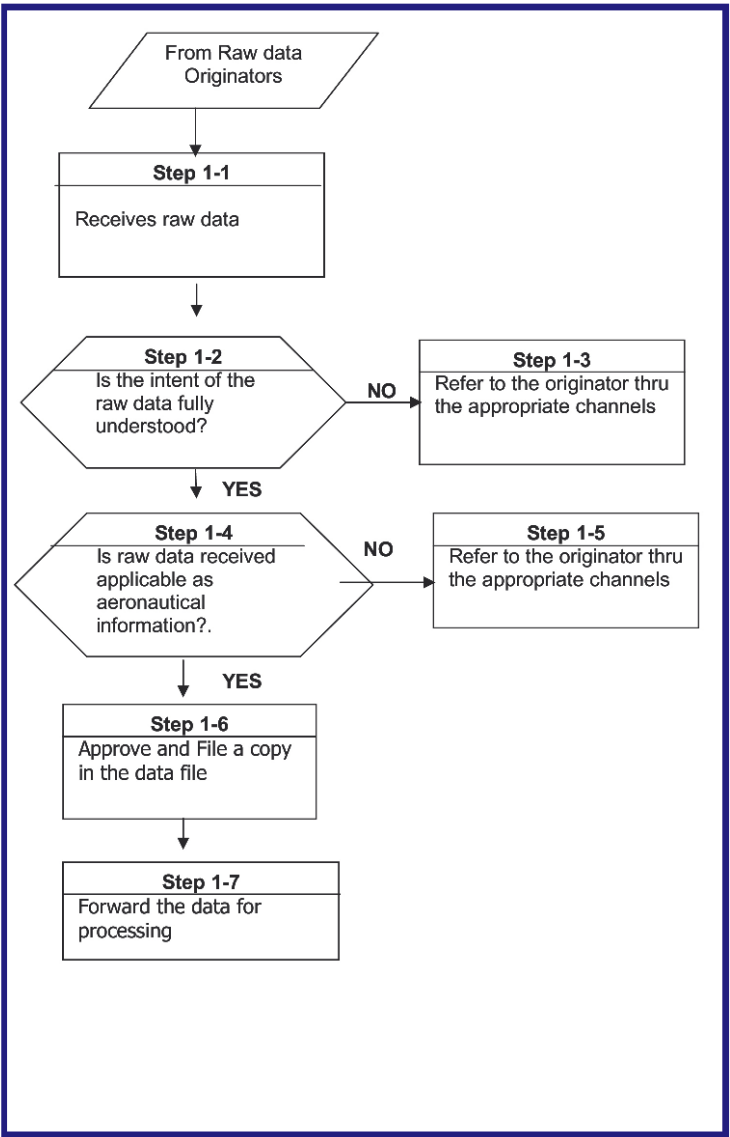 From Raw data
Originators
Step 1-1
Receives raw data
Step 1-2
Is the intent of the
raw data fully
understood?
NO
Step 1-3
Refer to the originator thru
the appropriate channels
YES
Step 1-4
Is raw data received
applicable as
aeronautical
information?.
NO
Step 1-5
Refer to the originator thru
the appropriate channels
YES
Step 1-6
Approve and File a copy
in the data file
Step 1-7
Forward the data for
processing